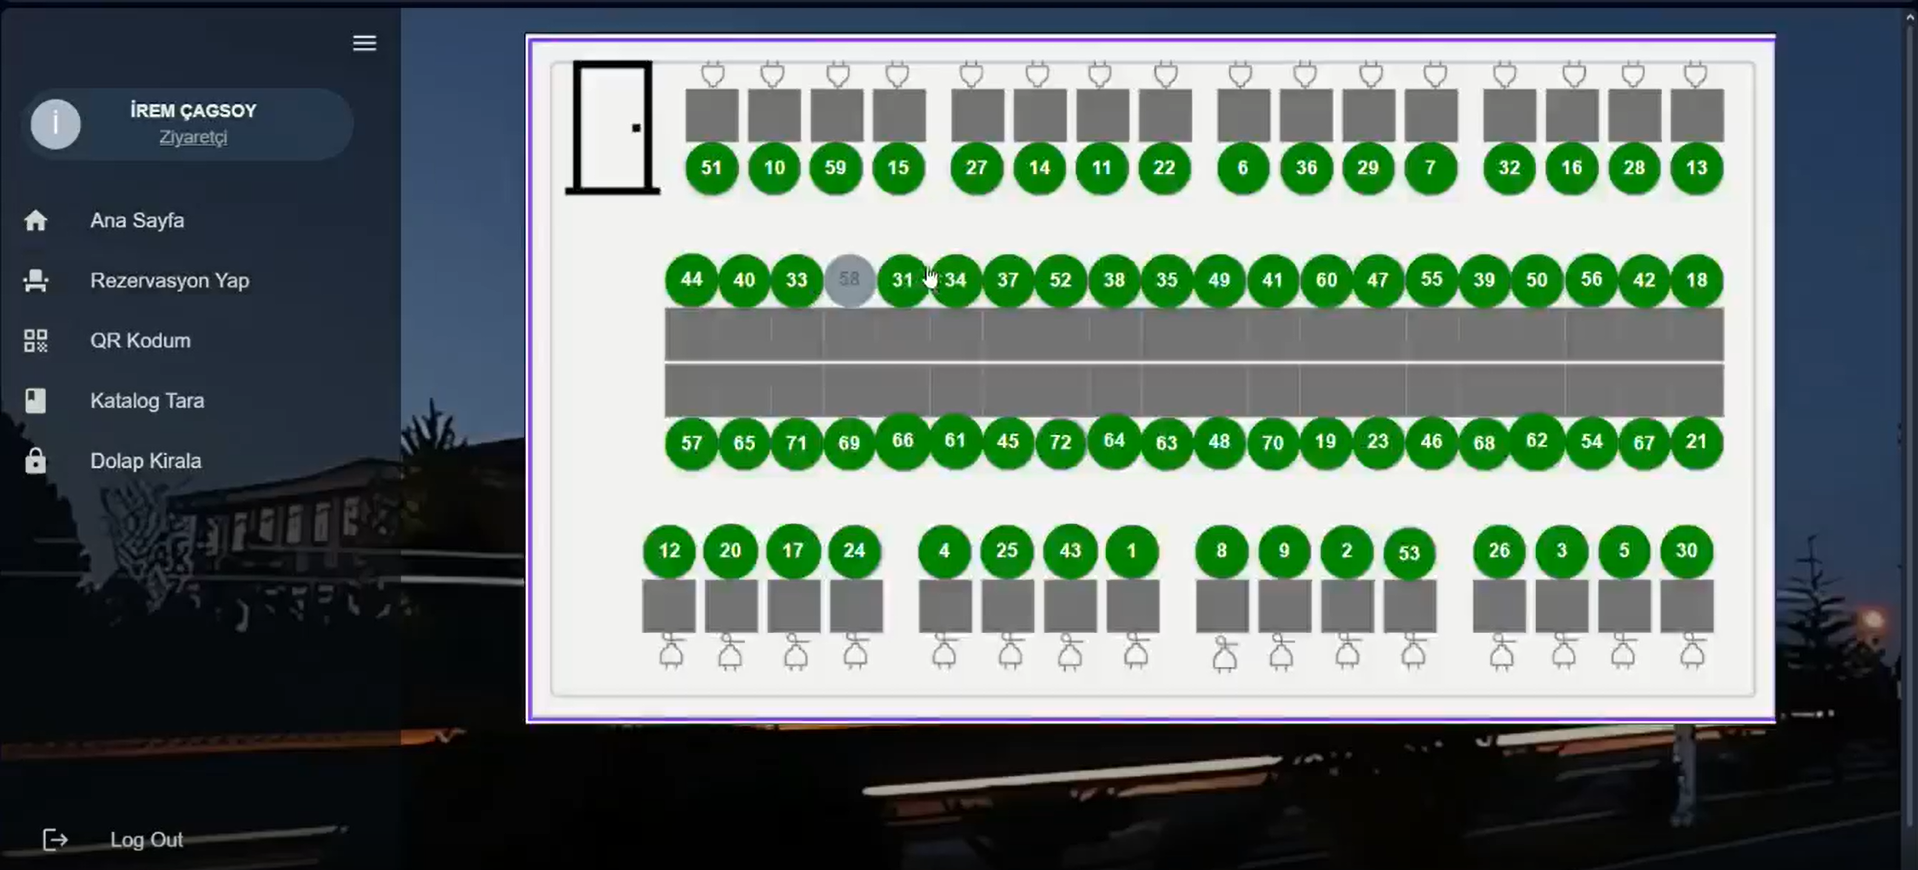 İREM ÇAGSOY
i
Ziyaretçi
Ana Sayfa
Rezervasyon Yap
QR Kodum
Katalog Tara
Dolap Kirala
Log Out
51 10 59 15 27 14 11 22 6 36 29 7 32 16 28 13
44 40 33 58 31 34 37 52 38 35 49 41 60 47 55 39 50 56 42 18
57 65 71 69 66 61 45 72 64 63 48 70 19 23 46 68 62 54 67 21
12 20 17 24 4 25 43 1 8 9 2 53 26 3 5 30